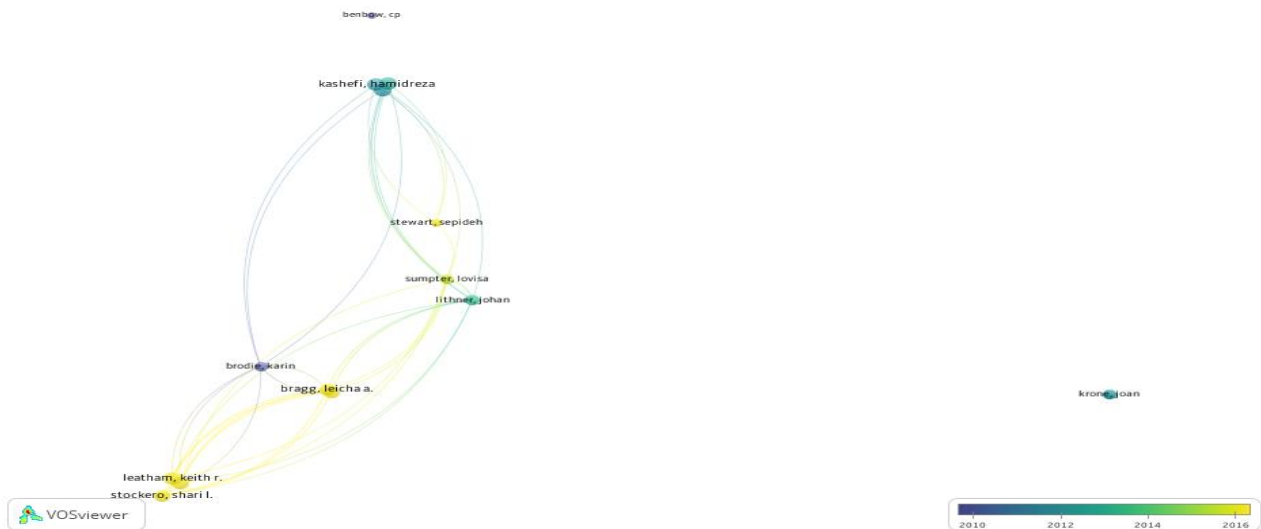 benbow, cp
kashefi, hamidreza
stewart, sepideh
sumpter, lovisa
lithner, johan
brodie, karin
bragg, leicha a.
krone, joan
leatham, keith r.
stockero, shari l.
VOSviewer
2010 2012 2014 2016